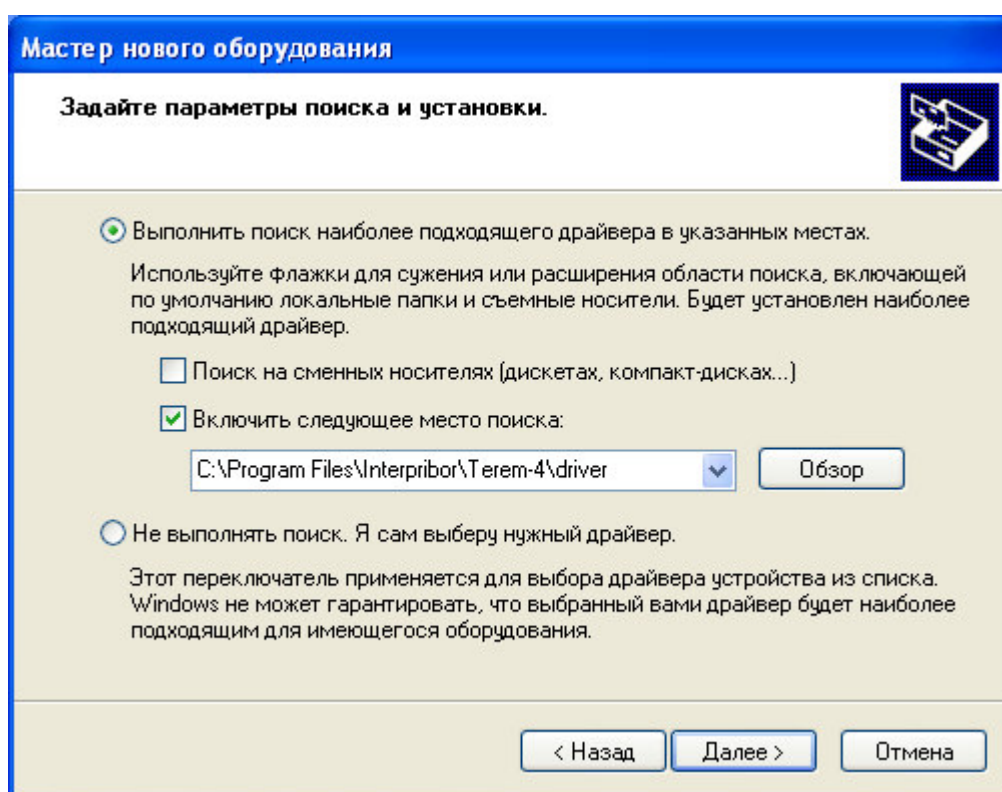 Мастер нового оборудования
Задайте параметры поиска и установки.
Выполнить поиск наиболее подходящего драйвера в указанных местах.
Используйте флажки для сужения или расширения области поиска, включающей
по умолчанию локальные папки и съемные носители. Будет установлен наиболее
подходящий драйвер.
Поиск на сменных носителях (дискетах, компакт-дисках...)
Включить следующее место поиска:
C:\Program Files\Interpribor\Terem-4\driver
Обзор
Не выполнять поиск. Я сам выберу нужный драйвер.
Этот переключатель применяется для выбора драйвера устройства из списка.
Windows не может гарантировать, что выбранный вами драйвер будет наиболее
подходящим для имеющегося оборудования.
< Назад
Далее >
Отмена